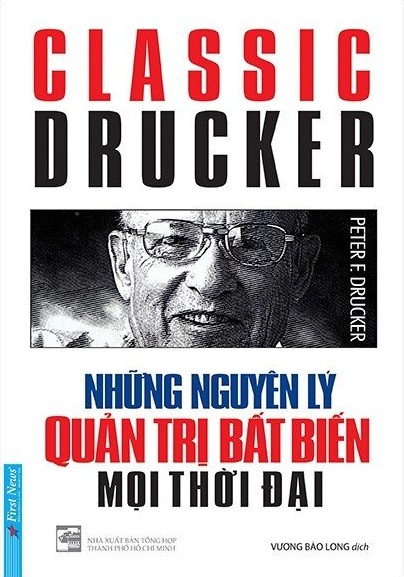 CLASSIC
DRUCKER
PETER F. DRUCKER
NHỮNG NGUYÊN LÝ
QUẢN TRỊ BẤT BIẾN
MỌI THỜI ĐẠI
First News
NHÀ XUẤT BẢN TỔNG HỢP
THÀNH PHỐ HỒ CHÍ MINH
VƯƠNG BẢO LONG dịch